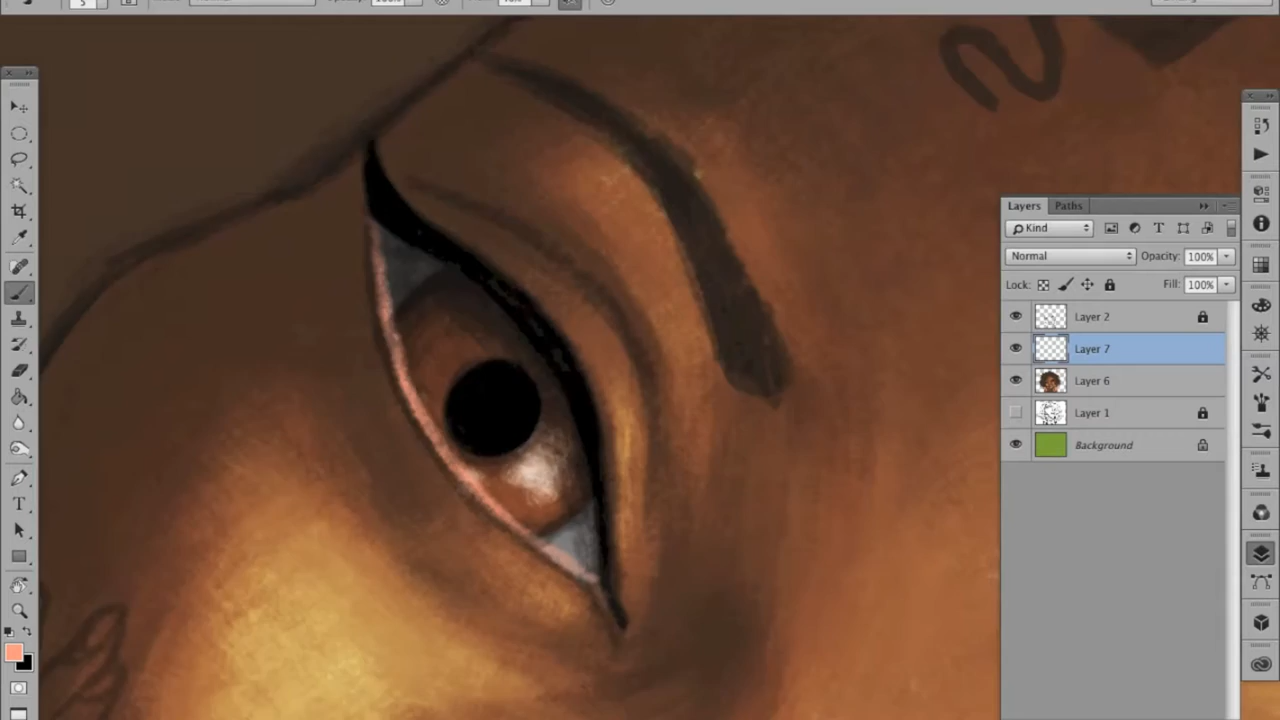 Layers Paths
Kind
Normal Opacity: 100%
Lock: Fill: 100%
Layer 2
Layer 7
Layer 6
Layer 1
Background